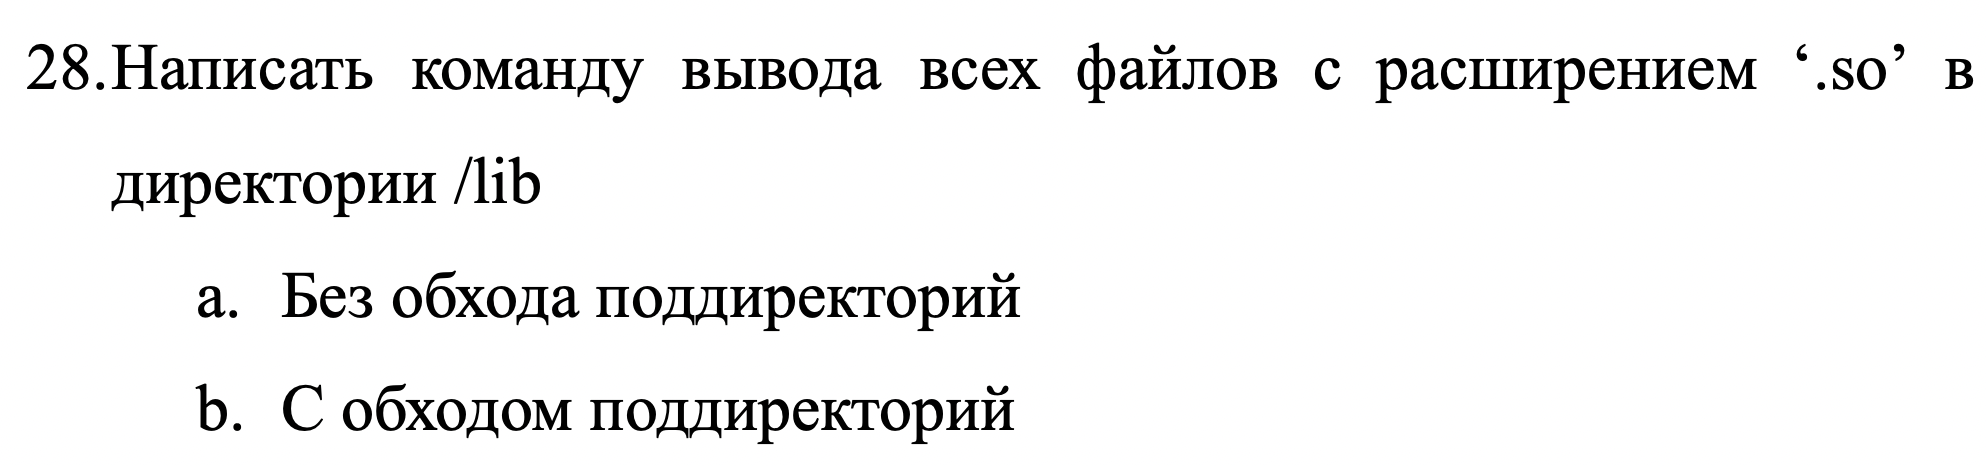 28.Написать команду вывода всех файлов с расширением ‘.so’ в
директории /lib
a. Без обхода поддиректорий
b. С обходом поддиректорий